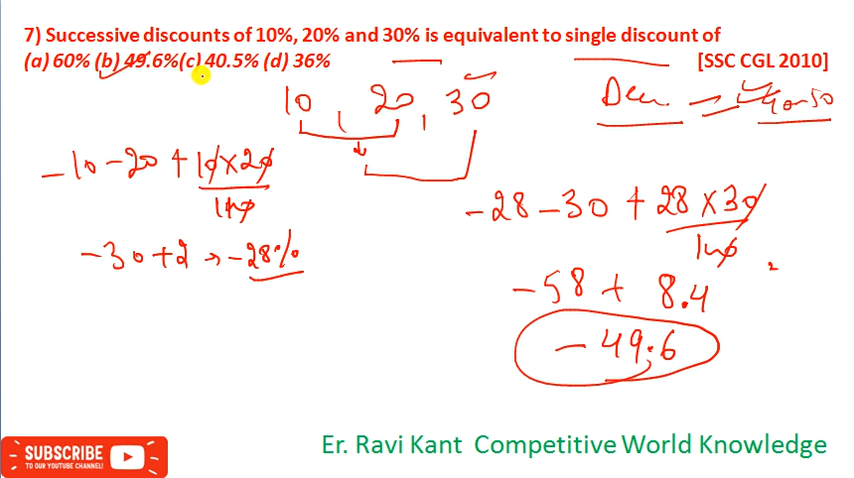 7) Successive discounts of 10%, 20% and 30% is equivalent to single discount of
(a) 60% (b) 49.6%(c) 40.5% (d) 36% [SSC CGL 2010]
10, 20, 30
-10-20+10×20
100
-30+2→-28%
-28-30+28×30
100
-58+8.4
-49.6
SUBSCRIBE
TO OUR YOUTUBE CHANNEL!
Er. Ravi Kant Competitive World Knowledge